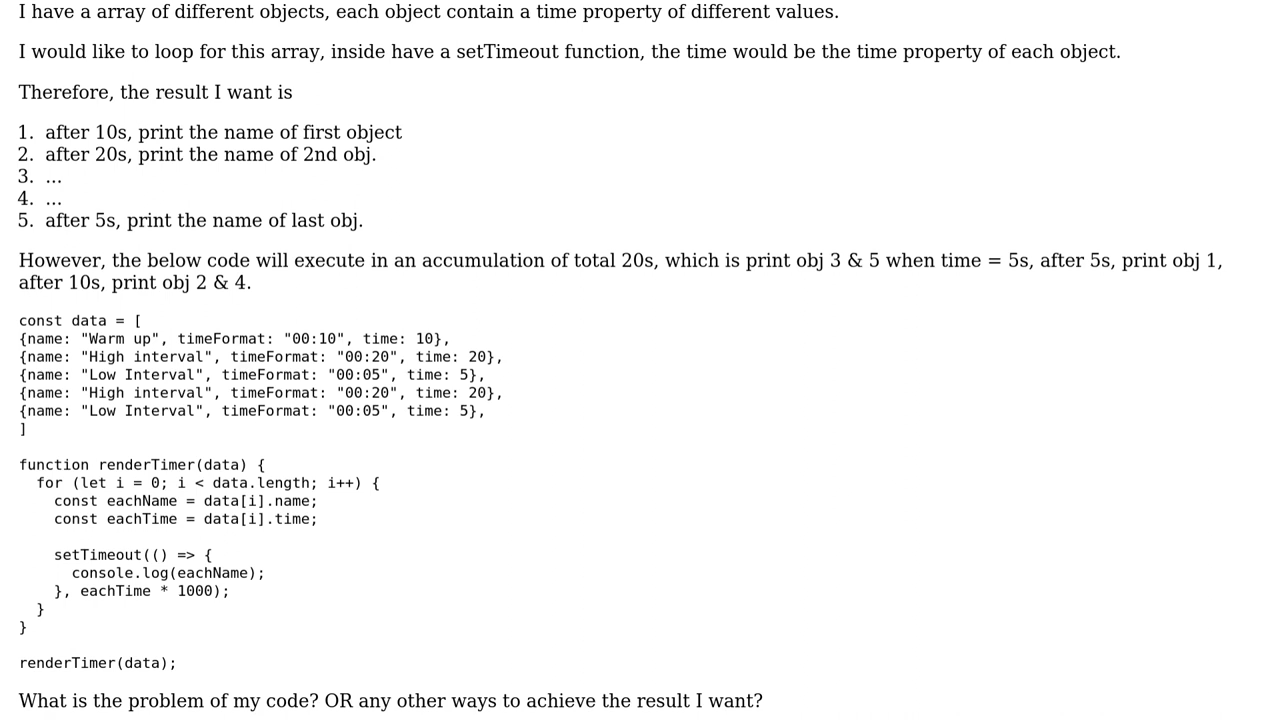 I have a array of different objects, each object contain a time property of different values.
I would like to loop for this array, inside have a setTimeout function, the time would be the time property of each object.
Therefore, the result I want is
1. after 10s, print the name of first object
2. after 20s, print the name of 2nd obj.
3. ...
4. ...
5. after 5s, print the name of last obj.
However, the below code will execute in an accumulation of total 20s, which is print obj 3 & 5 when time = 5s, after 5s, print obj 1,
after 10s, print obj 2 & 4.
const data = [
{name: "Warm up", timeFormat: "00:10", time: 10},
{name: "High interval", timeFormat: "00:20", time: 20},
{name: "Low Interval", timeFormat: "00:05", time: 5},
{name: "High interval", timeFormat: "00:20", time: 20},
{name: "Low Interval", timeFormat: "00:05", time: 5},
]
function renderTimer(data) {
  for (let i = 0; i < data.length; i++) {
    const eachName = data[i].name;
    const eachTime = data[i].time;
    setTimeout(() => {
      console.log(eachName);
    }, eachTime * 1000);
  }
}
renderTimer(data);
What is the problem of my code? OR any other ways to achieve the result I want?